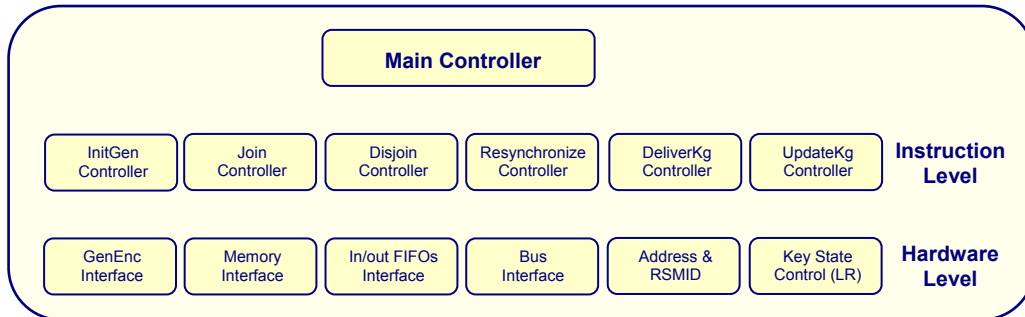 Main Controller
InitGen
Controller
Join
Controller
Disjoin
Controller
Resynchronize
Controller
DeliverKg
Controller
UpdateKg
Controller
Instruction
Level
GenEnc
Interface
Memory
Interface
In/out FIFOs
Interface
Bus
Interface
Address &
RSMID
Key State
Control (LR)
Hardware
Level